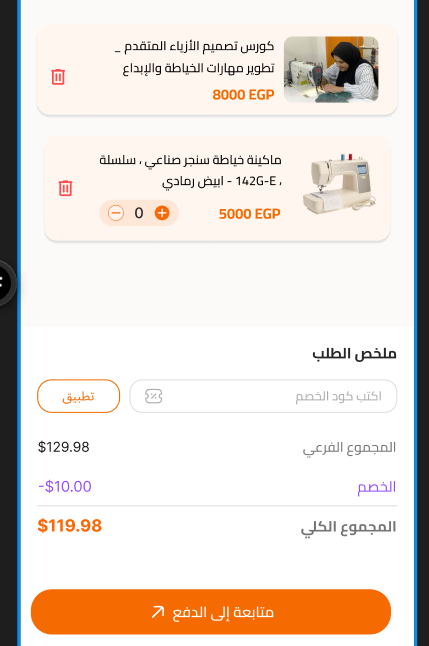 كورس تصميم الأزياء المتقدم _
تطوير مهارات الخياطة والإبداع
8000 EGP
ماكينة خياطة سنجر صناعي ، سلسلة
142G-E ، - ابيض رمادي
5000 EGP
0
ملخص الطلب
اكتب كود الخصم
تطبيق
المجموع الفرعي
$129.98
الخصم
-$10.00
المجموع الكلي
$119.98
متابعة إلى الدفع